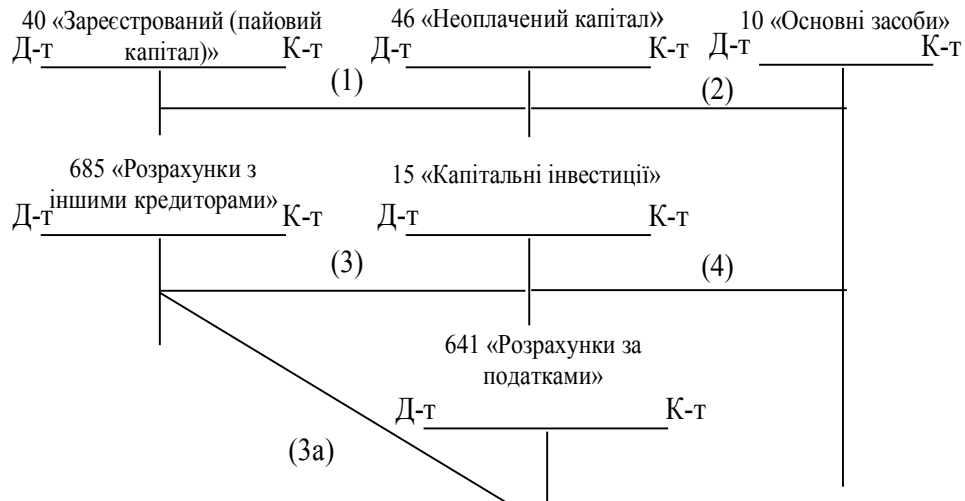 40 «Зареєстрований (пайовий капітал)»
46 «Неоплачений капітал»
10 «Основні засоби»
Д-т К-т
Д-т К-т
Д-т К-т
(1)
(2)
685 «Розрахунки з
іншими кредиторами»
15 «Капітальні інвестиції»
Д-т К-т
Д-т К-т
(3)
(4)
641 «Розрахунки за
податками»
Д-т К-т
(3а)